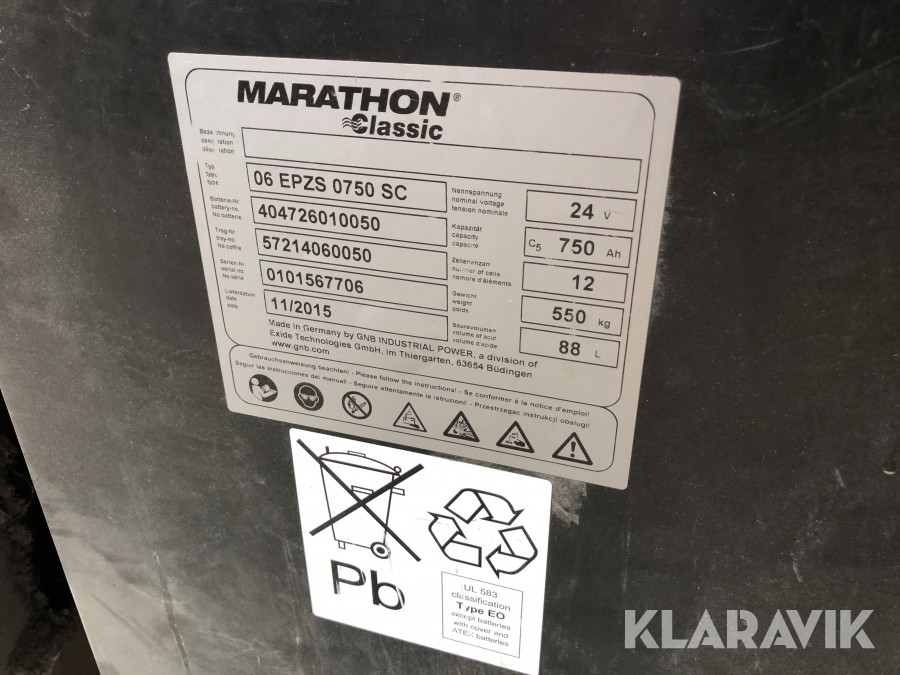 MARATHON®
Classic
Bezeichnung
designation
désignation
Typ
type
type
06 EPZS 0750 SC
Batterie-Nr.
battery-no.
No.batterie
404726010050
Trog-Nr.
tray-no.
No.coffre
57214060050
Serien-Nr.
serial no.
No série
0101567706
Lieferdatum
date
date
11/2015
Nennspannung
nominal voltage
tension nominale
24 V
Kapazität
capacity
capacité
C5 750 Ah
Zellenanzahl
number of cells
nombre d'éléments
12
Gewicht
weight
poids
550 kg
Säurevolumen
volume of acid
volume d'acide
88 L
Made in Germany by GNB INDUSTRIAL POWER, a division of
Exide Technologies GmbH, im Thiergarten, 63654 Büdingen
www.gnb.com
Gebrauchsanweisung beachten! - Please follow the instructions! - Se conformer à la notice d'emploi!
Seguir las instrucciones del manual! - Seguire attentamente le istruzioni! - Przestrzegac instrukcji obslugi!
Pb
UL 583
classification
Type EO
except batteries
with cover and
ATEX batteries
KLARAVIK